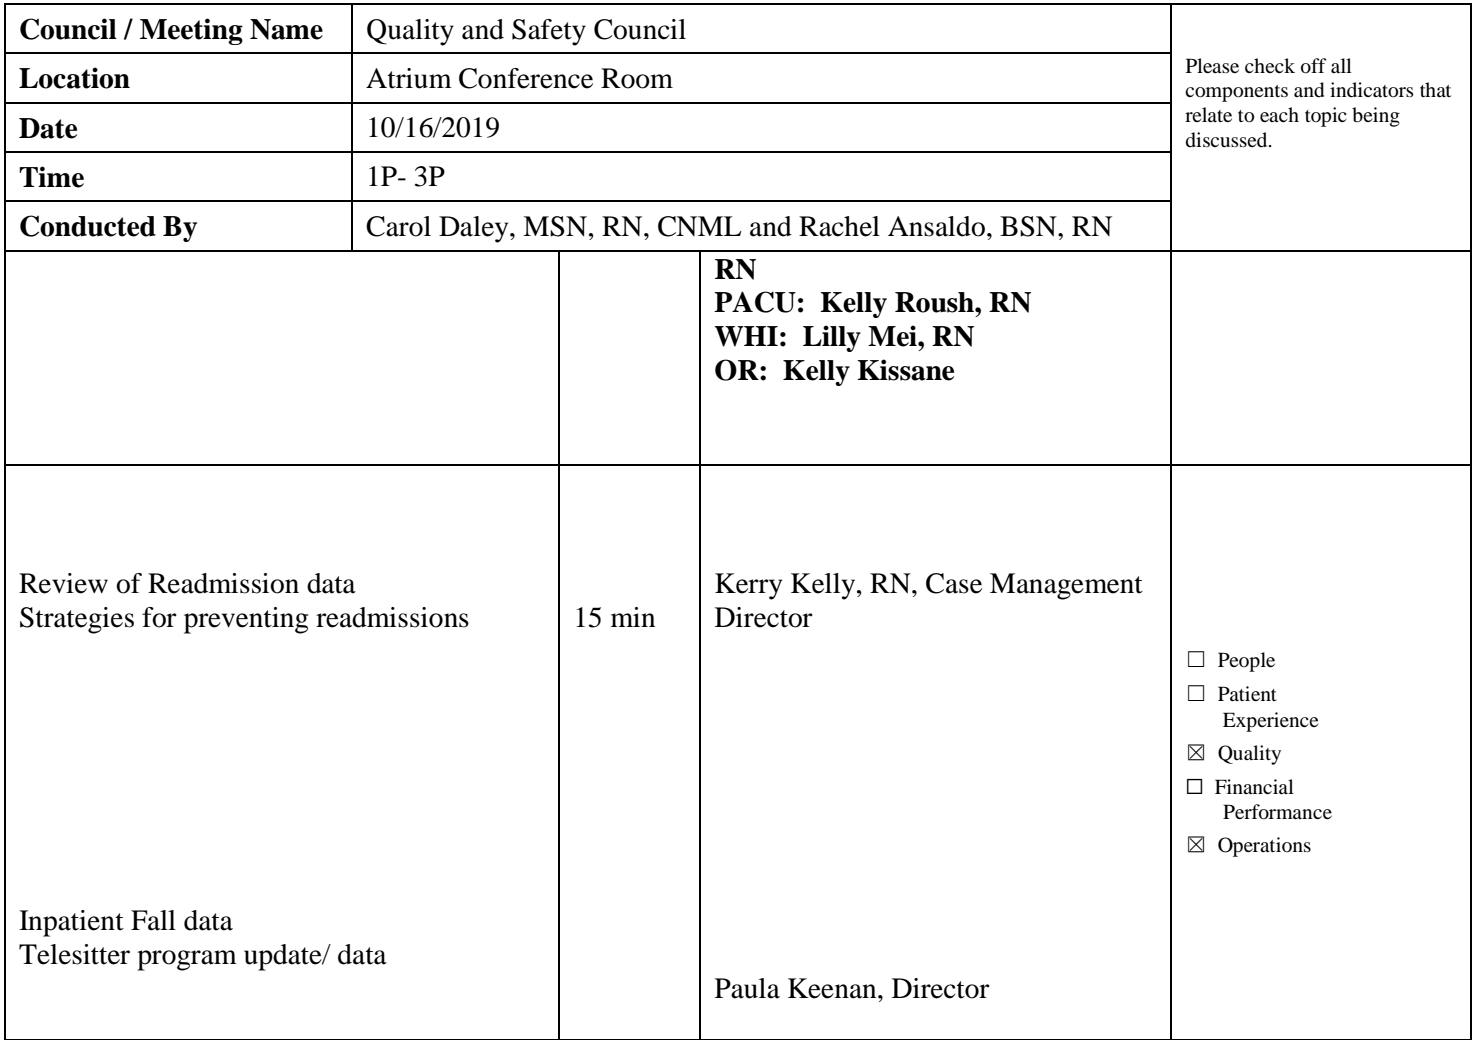 Council / Meeting Name Quality and Safety Council
Location Atrium Conference Room
Date 10/16/2019
Time 1P- 3P
Conducted By Carol Daley, MSN, RN, CNML and Rachel Ansaldo, BSN, RN
Please check off all
components and indicators that
relate to each topic being
discussed.
RN
PACU: Kelly Roush, RN
WHI: Lilly Mei, RN
OR: Kelly Kissane
Review of Readmission data
Strategies for preventing readmissions
15 min
Kerry Kelly, RN, Case Management
Director
☐ People
☐ Patient
Experience
☒ Quality
☐ Financial
Performance
☒ Operations
Inpatient Fall data
Telesitter program update/ data
Paula Keenan, Director